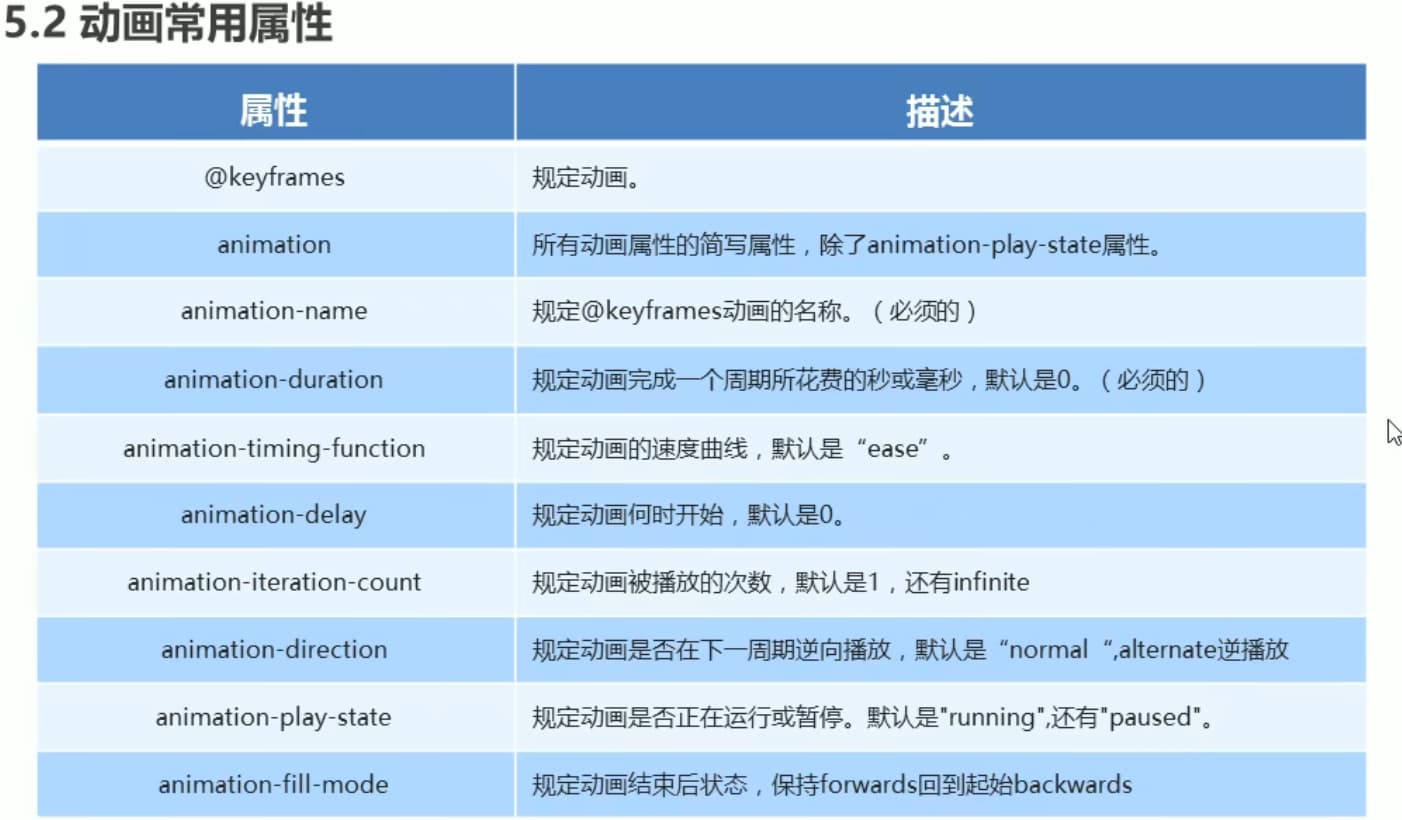 5.2 动画常用属性
属性 描述
@keyframes 规定动画。
animation 所有动画属性的简写属性，除了animation-play-state属性。
animation-name 规定@keyframes动画的名称。（必须的）
animation-duration 规定动画完成一个周期所花费的秒或毫秒，默认是0。（必须的）
animation-timing-function 规定动画的速度曲线，默认是“ease”。
animation-delay 规定动画何时开始，默认是0。
animation-iteration-count 规定动画被播放的次数，默认是1，还有infinite
animation-direction 规定动画是否在下一周期逆向播放，默认是“normal “,alternate逆播放
animation-play-state 规定动画是否正在运行或暂停。默认是"running",还有"paused"。
animation-fill-mode 规定动画结束后状态，保持forwards回到起始backwards